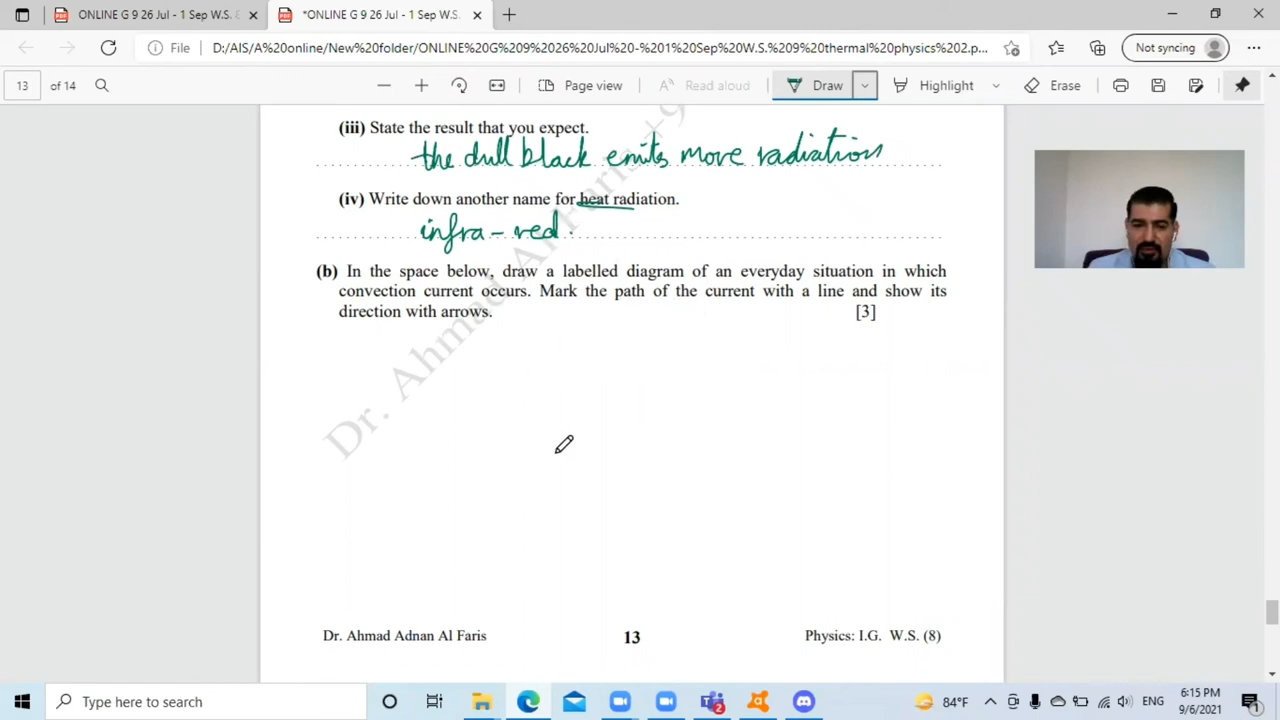 ONLINE G 9 26 Jul - 1 Sep W.S.
*ONLINE G 9 26 Jul - 1 Sep W.S.
File
D:/AIS/A%20online/New%20folder/ONLINE%20G%209%2026%20Jul%20-%201%20Sep%20W.S.%209%20thermal%20physics%202.p...
Not syncing
13 of 14
Page view
Read aloud
Draw
Highlight
Erase
(iii) State the result that you expect.
the dull black emits more radiation
(iv) Write down another name for heat radiation.
infra-red.
(b) In the space below, draw a labelled diagram of an everyday situation in which
convection current occurs. Mark the path of the current with a line and show its
direction with arrows. [3]
Dr. Ahmad Al Faris +9
Dr. Ahmad Adnan Al Faris 13 Physics: I.G. W.S. (8)
Type here to search
2
84°F
ENG
6:15 PM
9/6/2021
1